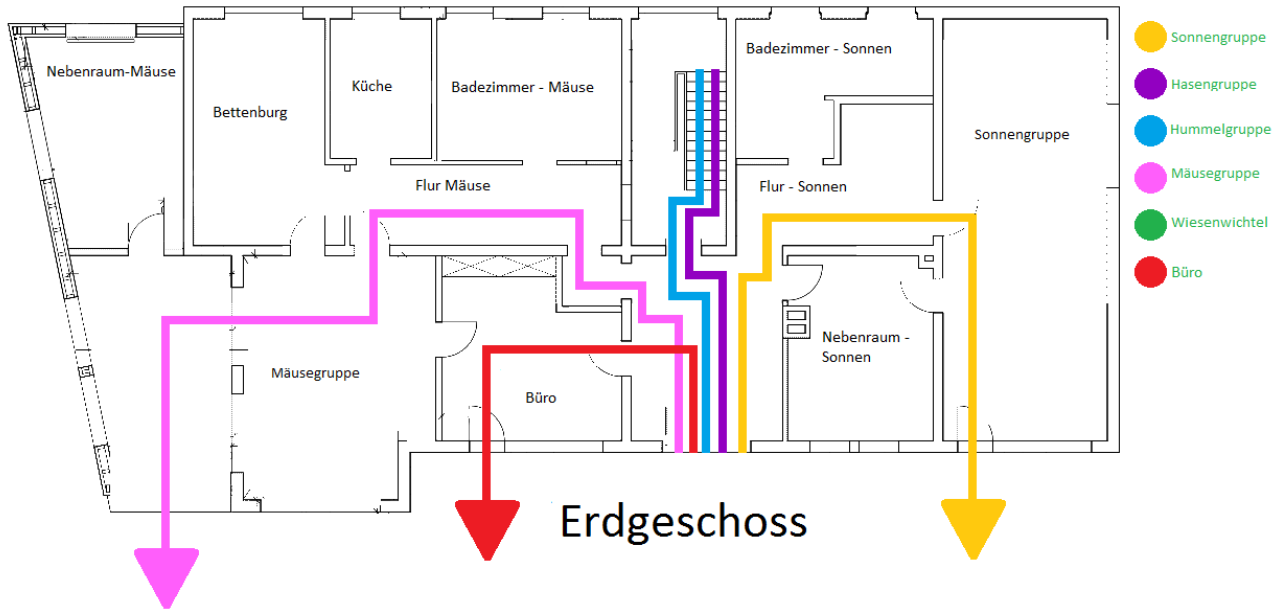 Nebenraum-Mäuse
Bettenburg
Küche
Badezimmer - Mäuse
Badezimmer - Sonnen
Sonnengruppe
Flur Mäuse
Flur - Sonnen
Mäusegruppe
Büro
Nebenraum -
Sonnen
Erdgeschoss
Sonnengruppe
Hasengruppe
Hummelgruppe
Mäusegruppe
Wiesenwichtel
Büro